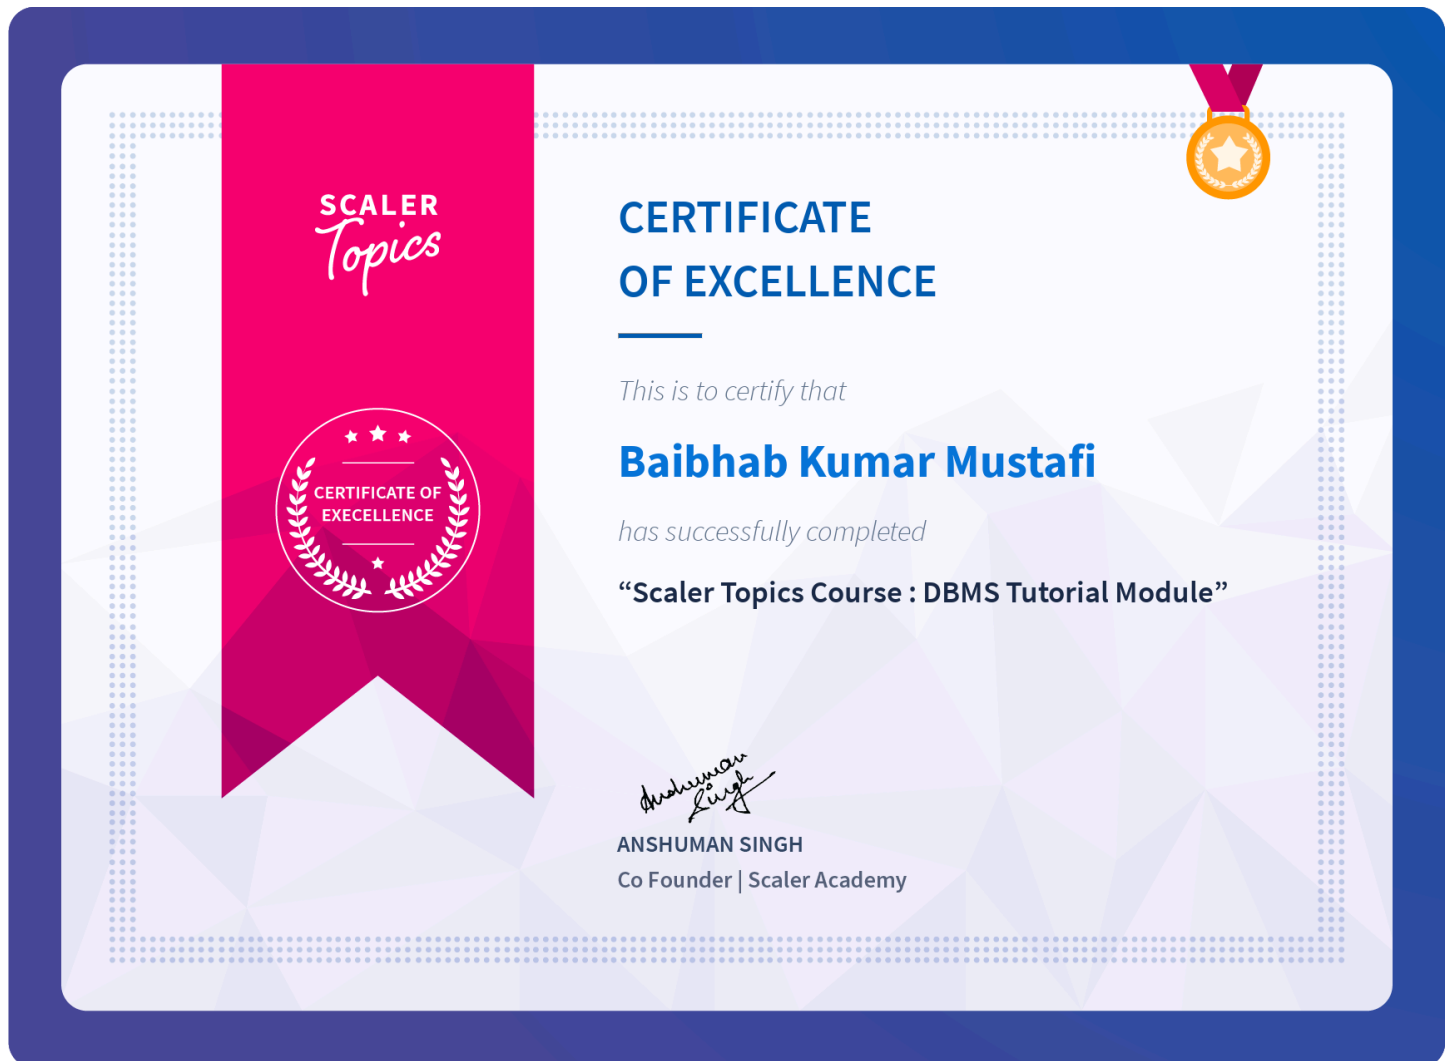 SCALER
Topics
CERTIFICATE OF
EXECELLENCE
CERTIFICATE
OF EXCELLENCE
This is to certify that
Baibhab Kumar Mustafi
has successfully completed
“Scaler Topics Course : DBMS Tutorial Module”
Anshuman
Singh
ANSHUMAN SINGH
Co Founder | Scaler Academy